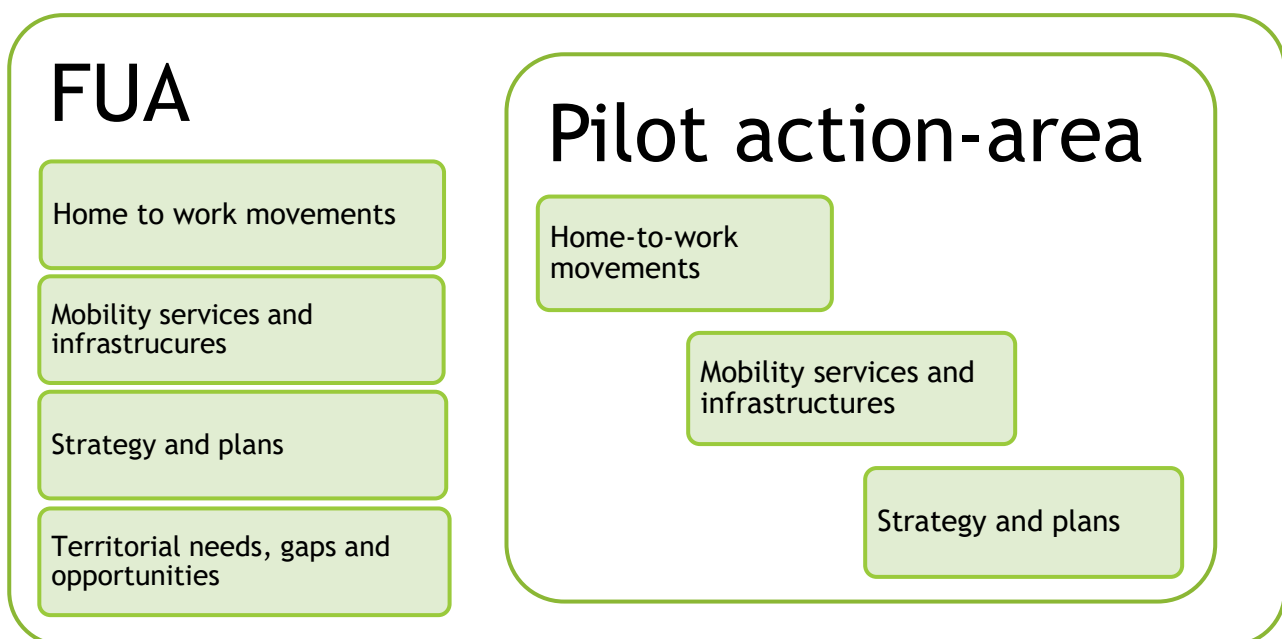 FUA
Home to work movements
Mobility services and
infrastrucures
Strategy and plans
Territorial needs, gaps and
opportunities
Pilot action-area
Home-to-work
movements
Mobility services and
infrastructures
Strategy and plans